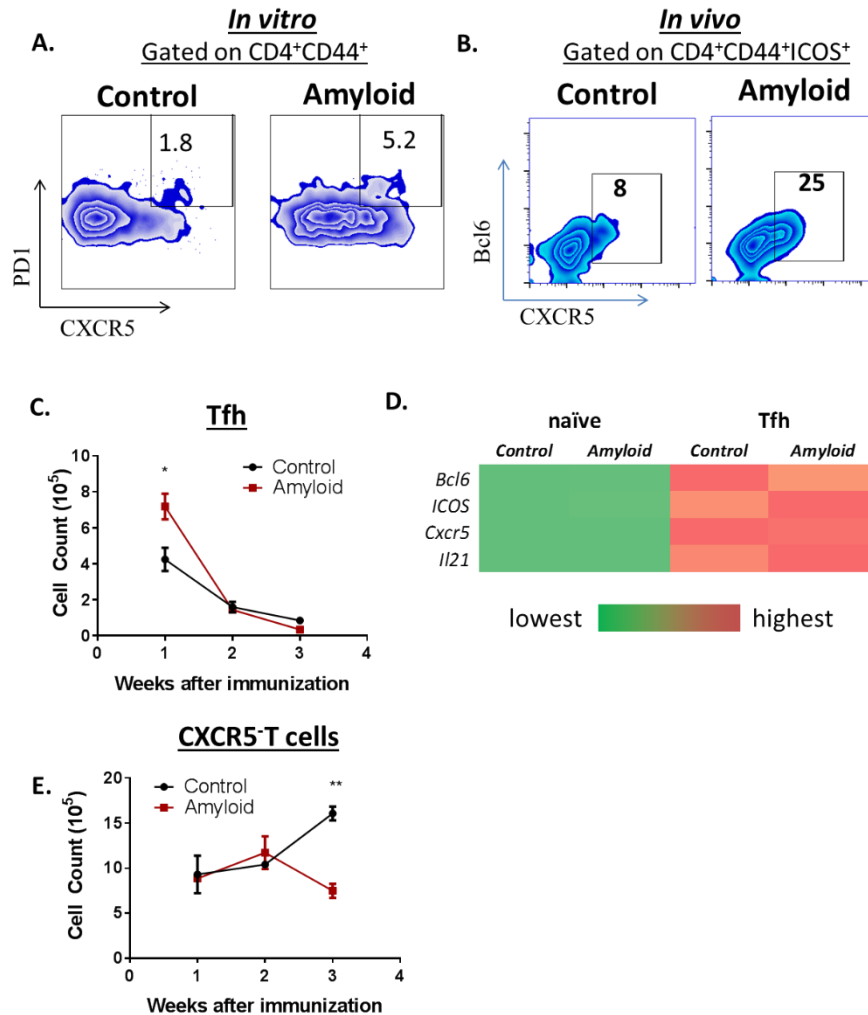 A.
In vitro
Gated on CD4⁺CD44⁺
Control
Amyloid
1.8
5.2
PD1
CXCR5
B.
In vivo
Gated on CD4⁺CD44⁺ICOS⁺
Control
Amyloid
8
25
Bcl6
CXCR5
C.
Tfh
Control
Amyloid
*
10
8
6
4
2
0
Cell Count (10⁵)
0 1 2 3 4
Weeks after immunization
D.
naïve Tfh
Control Amyloid Control Amyloid
Bcl6
ICOS
Cxcr5
Il21
lowest highest
CXCR5⁻T cells
E.
Control
Amyloid
**
20
15
10
5
0
Cell Count (10⁵)
0 1 2 3 4
Weeks after immunization